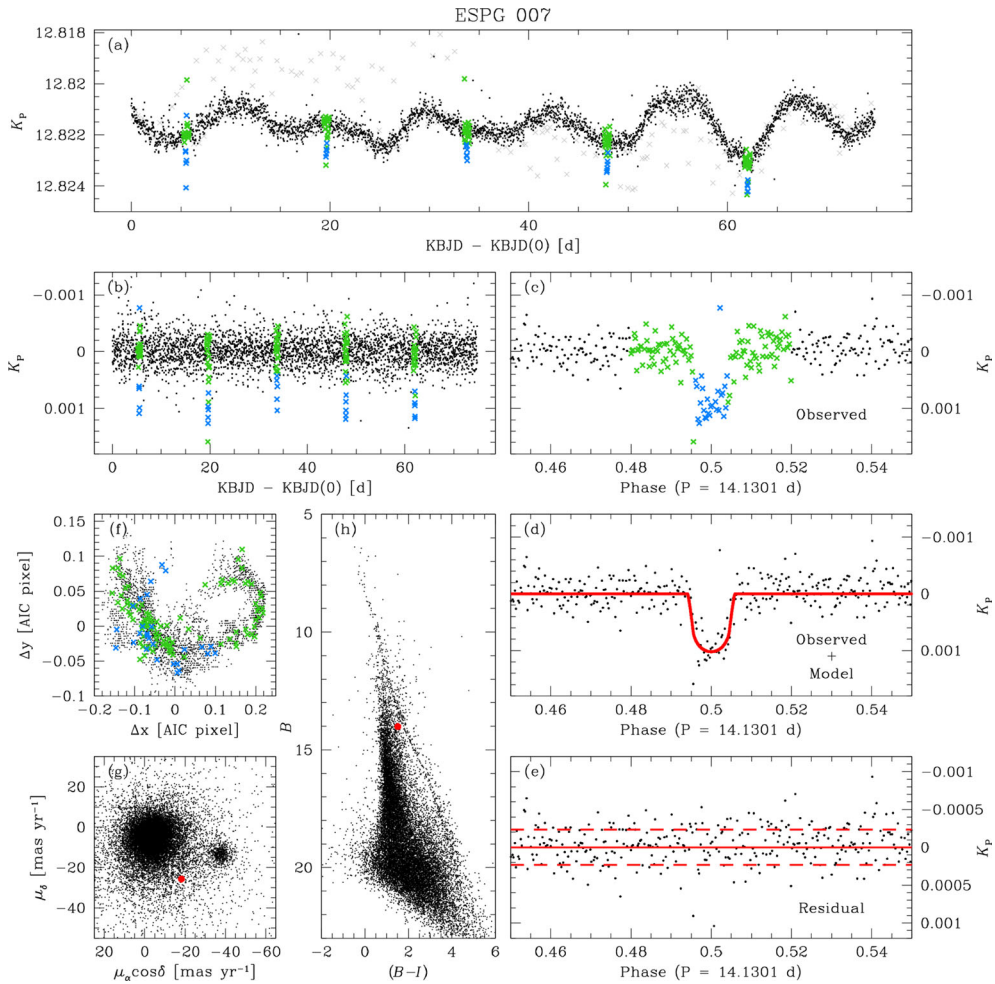 ESPG 007
(a)
12.818
12.82
12.822
12.824
K_P
0 20 40 60
KBJD − KBJD(0) [d]
(b)
-0.001
0
0.001
K_P
0 20 40 60
KBJD − KBJD(0) [d]
(c)
-0.001
0
0.001
K_P
Observed
0.46 0.48 0.5 0.52 0.54
Phase (P = 14.1301 d)
(f)
0.15
0.1
0.05
0
-0.05
-0.1
Δy [AIC pixel]
-0.2 -0.1 0 0.1 0.2
Δx [AIC pixel]
(h)
5
10
15
20
B
-2 0 2 4 6
(B−I)
(d)
-0.001
0
0.001
K_P
Observed
+
Model
0.46 0.48 0.5 0.52 0.54
Phase (P = 14.1301 d)
(g)
20
0
-20
-40
μ_δ [mas yr⁻¹]
20 0 -20 -40 -60
μ_α cosδ [mas yr⁻¹]
(e)
-0.001
-0.0005
0
0.0005
0.001
K_P
Residual
0.46 0.48 0.5 0.52 0.54
Phase (P = 14.1301 d)